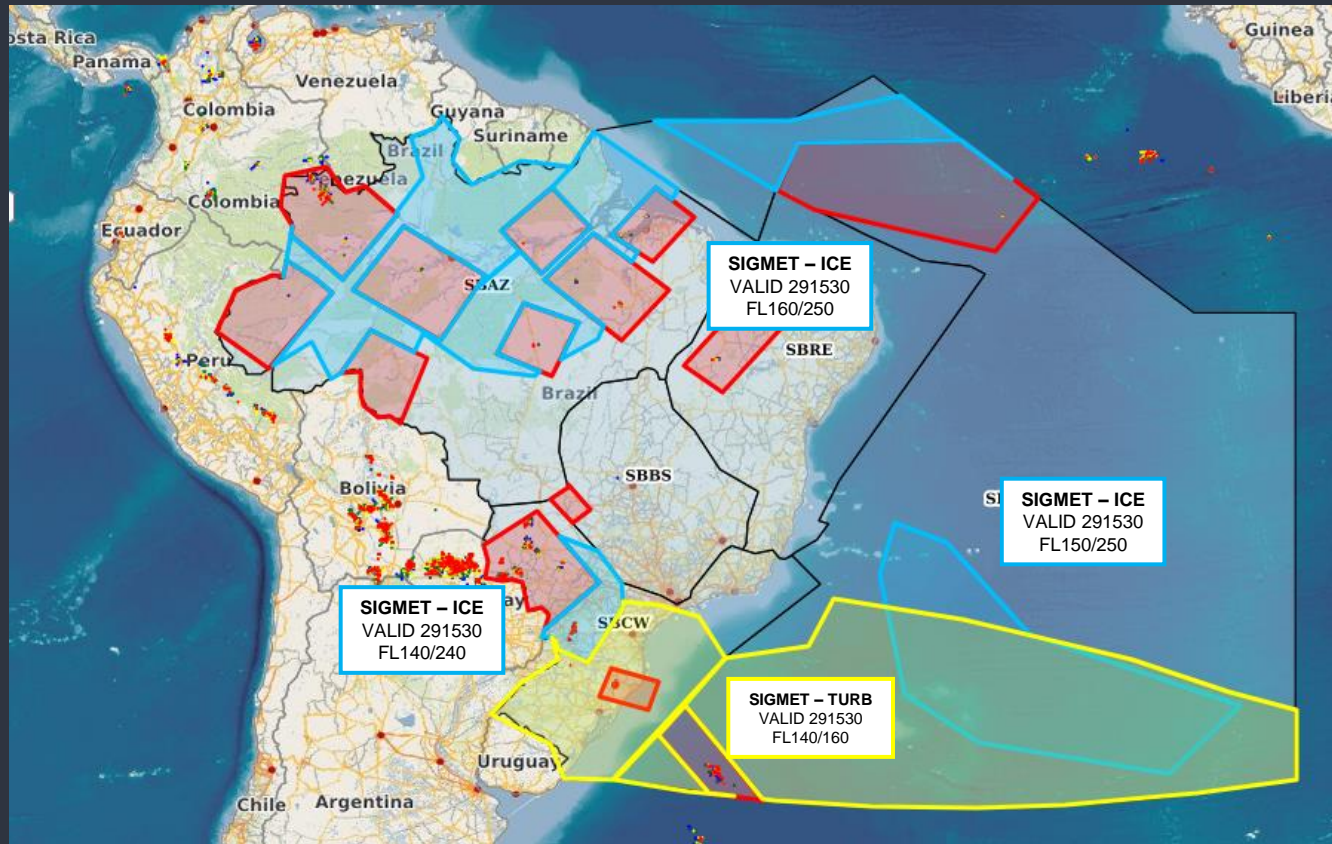 osta Rica
Panama
Venezuela
Guinea
Colombia
Guyana
Liberia
Suriname
Brazil
Venezuela
Colombia
Ecuador
SBAZ
SIGMET – ICE
VALID 291530
FL160/250
SBRE
Peru
Brazil
SBBS
Bolivia
SIGMET – ICE
VALID 291530
FL150/250
SIGMET – ICE
VALID 291530
FL140/240
ay
SBCW
SIGMET – TURB
VALID 291530
FL140/160
Uruguay
Chile
Argentina